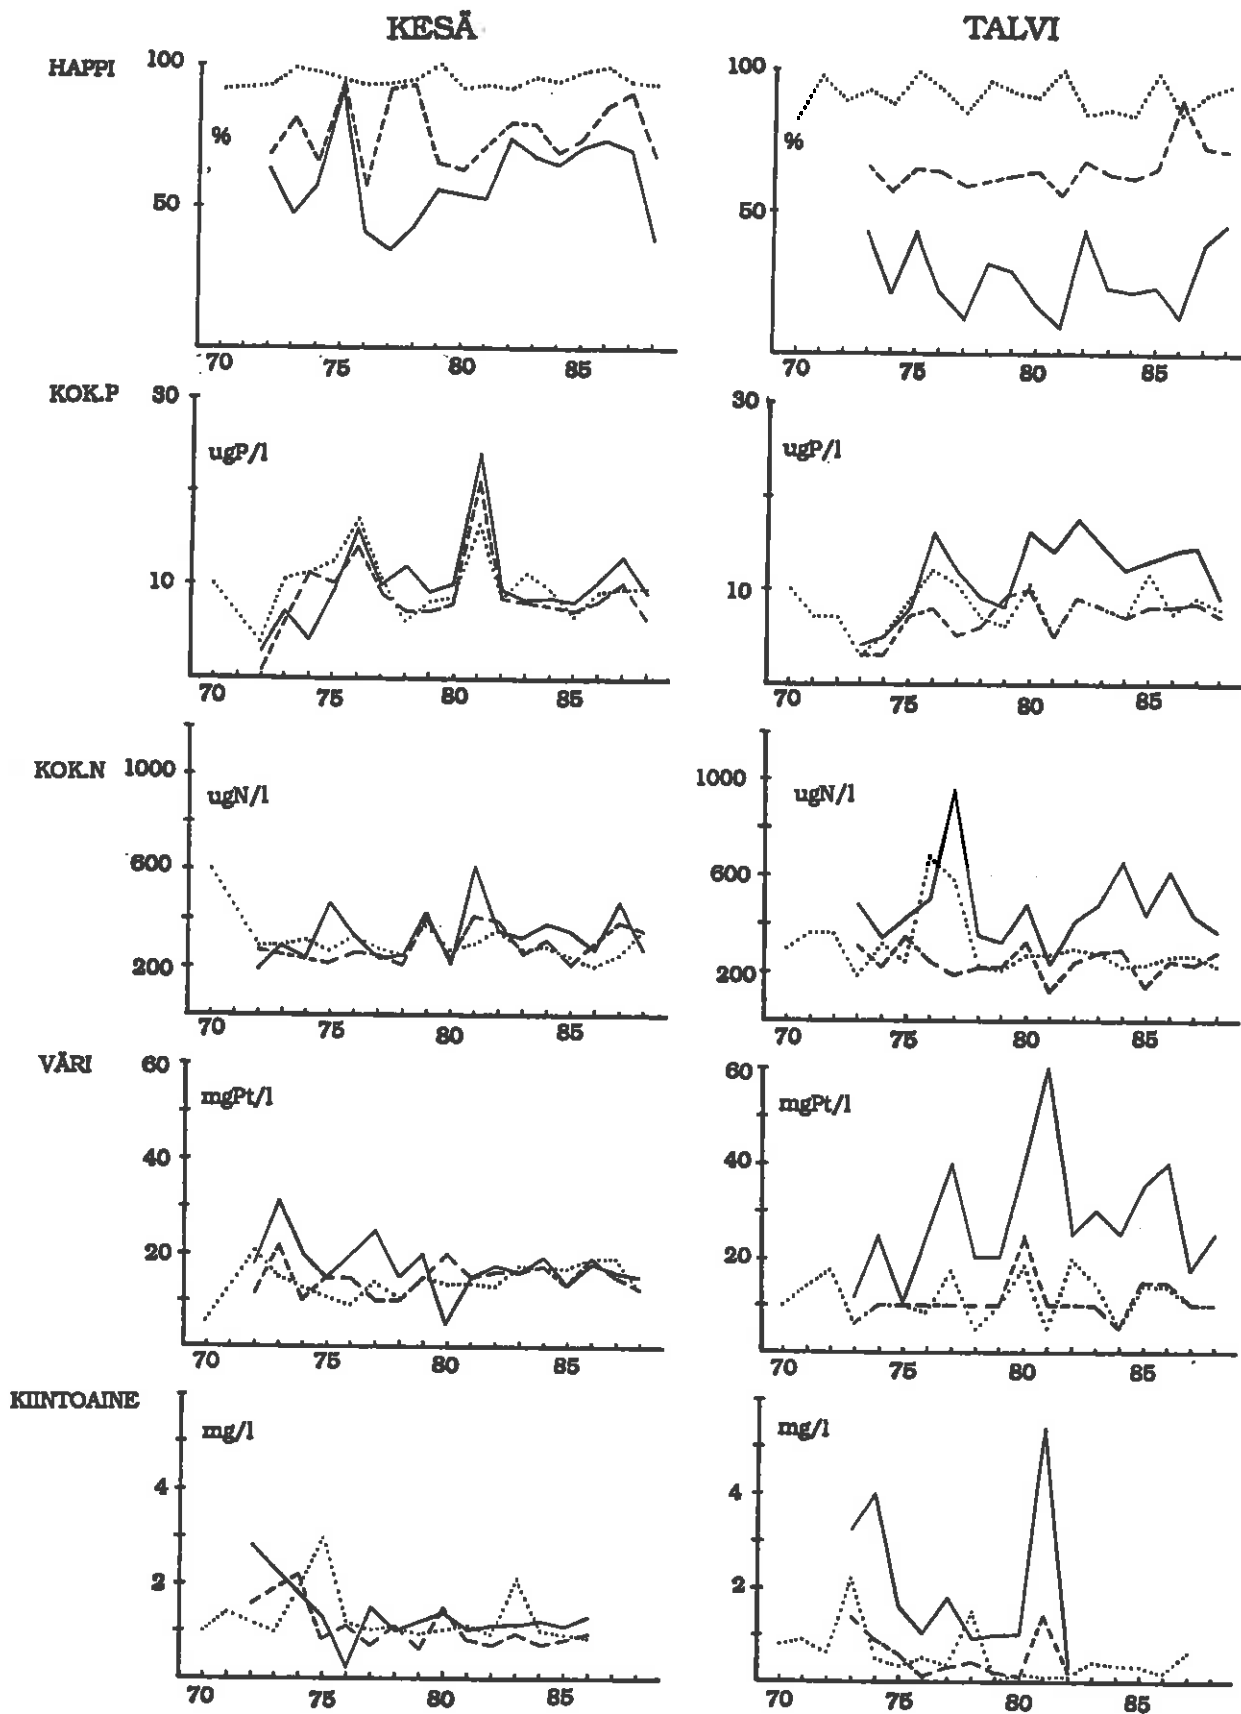 KESÄ TALVI
HAPPI 100 100
% %
50 50
70 75 80 85 70 75 80 85
KOK.P 30 30
ugP/l ugP/l
10 10
70 75 80 85 70 75 80 85
KOK.N 1000 1000
ugN/l ugN/l
600 600
200 200
70 75 80 85 70 75 80 85
VÄRI 60 60
mgPt/l mgPt/l
40 40
20 20
70 75 80 85 70 75 80 85
KIINTOAINE
mg/l mg/l
4 4
2 2
70 75 80 85 70 75 80 85